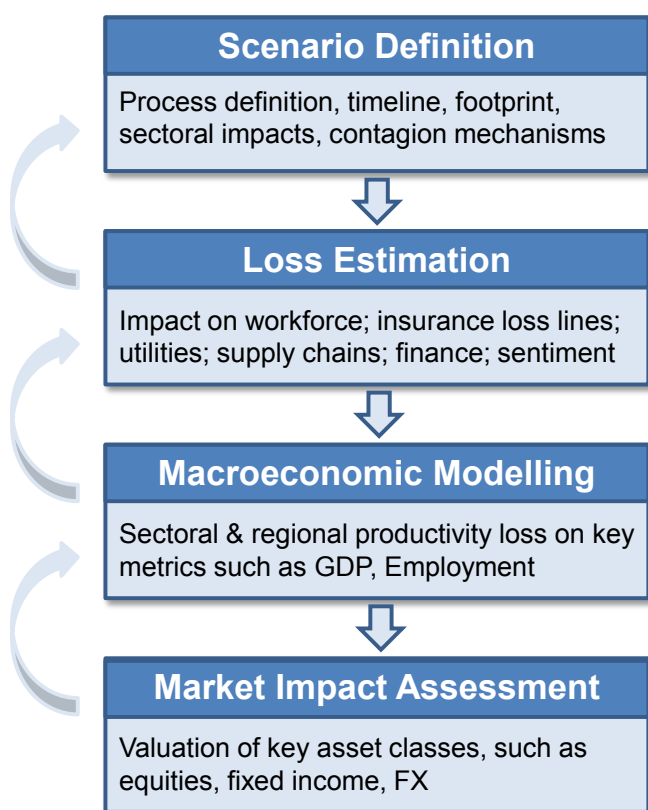 Scenario Definition
Process definition, timeline, footprint,
sectoral impacts, contagion mechanisms
Loss Estimation
Impact on workforce; insurance loss lines;
utilities; supply chains; finance; sentiment
Macroeconomic Modelling
Sectoral & regional productivity loss on key
metrics such as GDP, Employment
Market Impact Assessment
Valuation of key asset classes, such as
equities, fixed income, FX